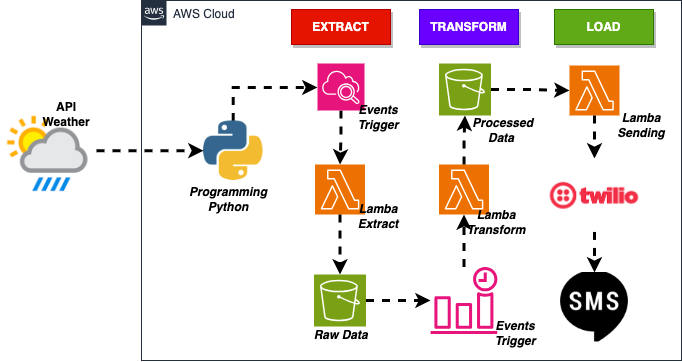 aws
AWS Cloud
EXTRACT
TRANSFORM
LOAD
API
Weather
Events
Trigger
Processed
Data
Lamba
Sending
Programming
Python
Lamba
Extract
Lamba
Transform
twilio
Raw Data
Events
Trigger
SMS